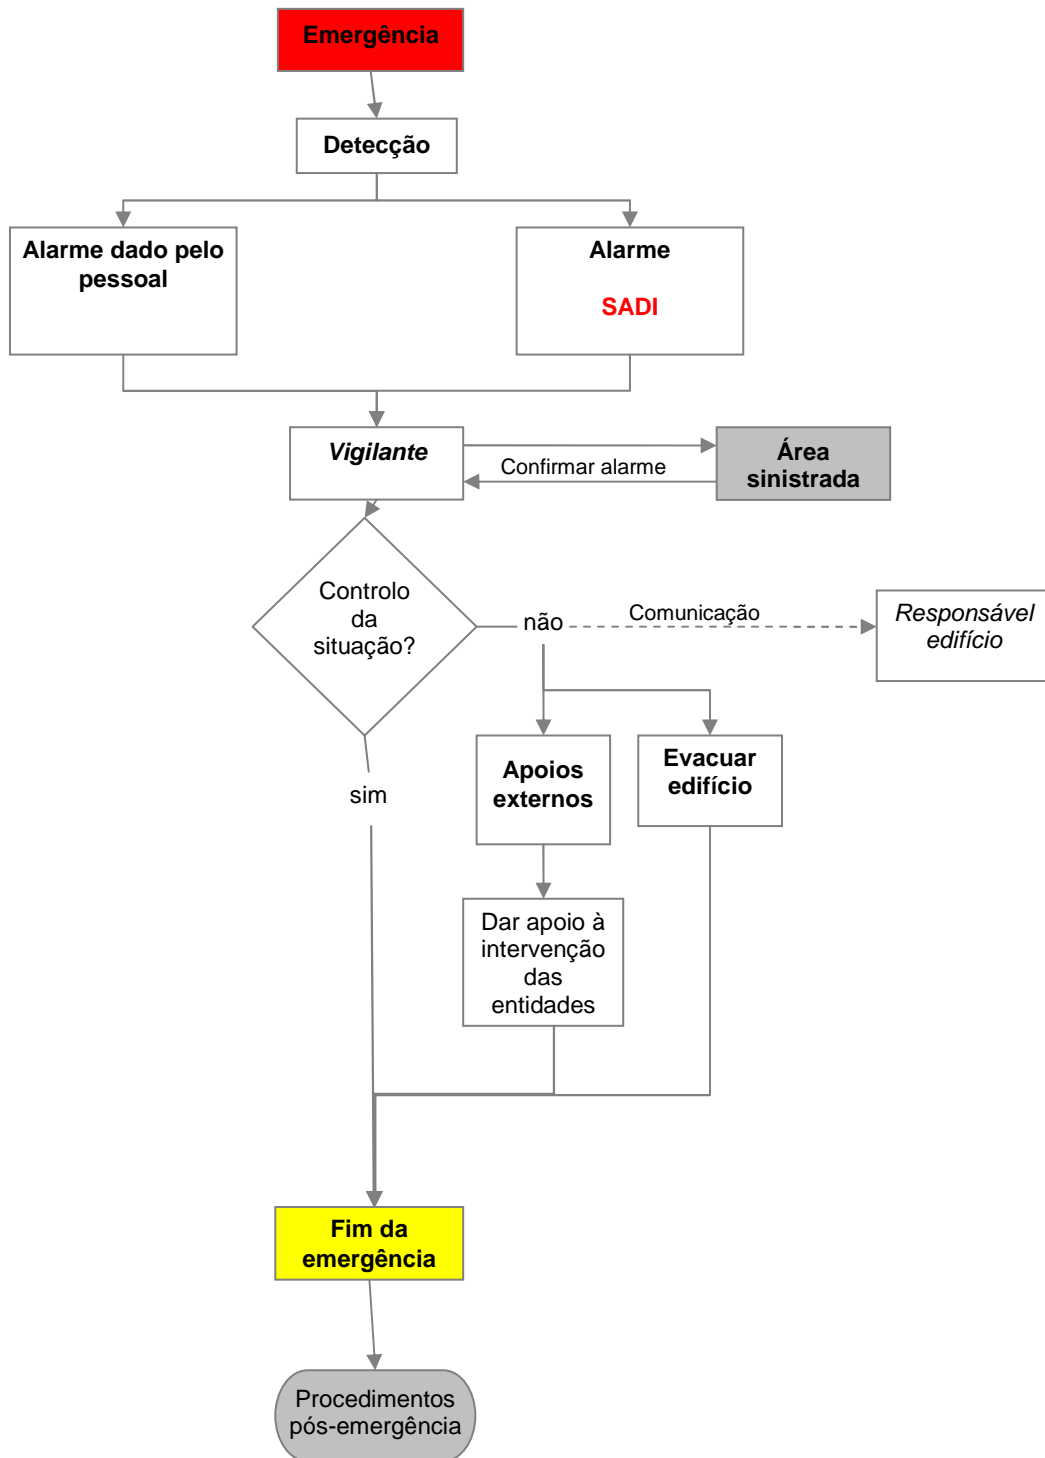 Emergência
Detecção
Alarme dado pelo
pessoal
Alarme
SADI
Vigilante
Confirmar alarme
Área
sinistrada
Controlo
da
situação?
não
Comunicação
Responsável
edifício
sim
Apoios
externos
Evacuar
edifício
Dar apoio à
intervenção
das
entidades
Fim da
emergência
Procedimentos
pós-emergência